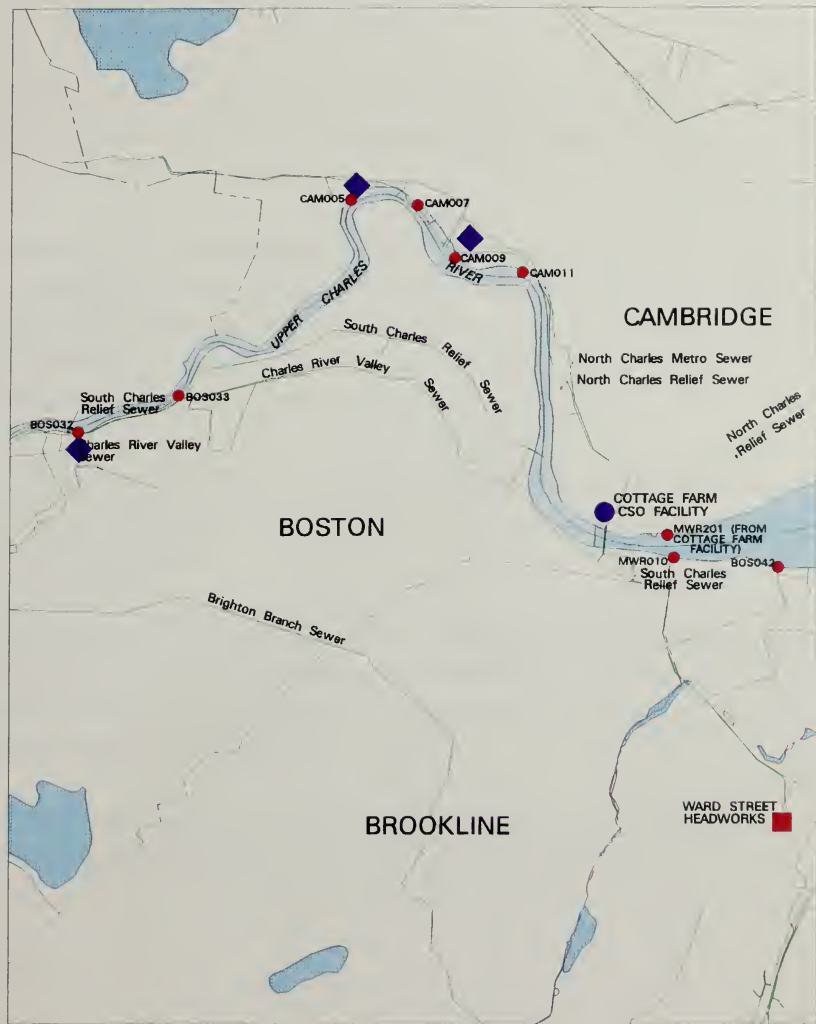 CAM005
CAM007
CAM009
CAM011
UPPER CHARLES RIVER
CAMBRIDGE
South Charles Relief Sewer
Charles River Valley Sewer
North Charles Metro Sewer
North Charles Relief Sewer
North Charles
Relief Sewer
South Charles
Relief Sewer
BOS033
BOS032
Charles River Valley
Sewer
BOSTON
COTTAGE FARM
CSO FACILITY
MWR201 (FROM
COTTAGE FARM
FACILITY)
MWR010
BOS042
South Charles
Relief Sewer
Brighton Branch Sewer
BROOKLINE
WARD STREET
HEADWORKS